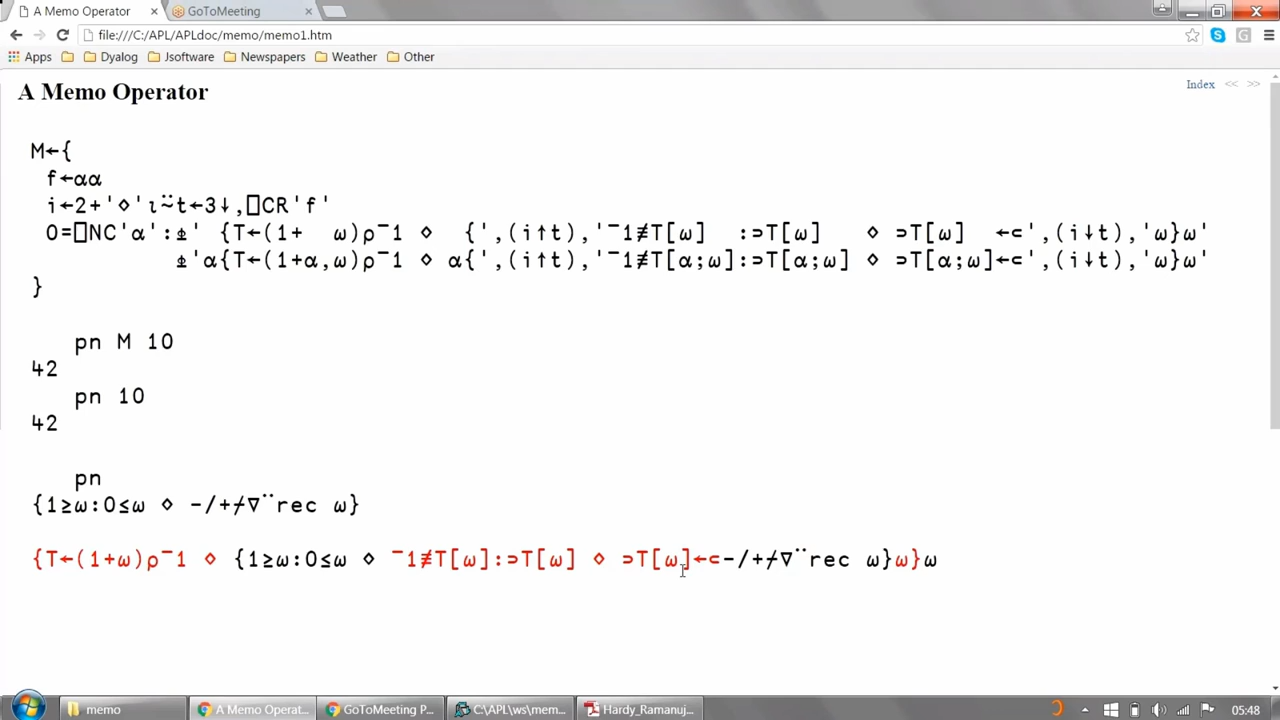 A Memo Operator
GoToMeeting
file:///C:/APL/APLdoc/memo/memo1.htm
Apps Dyalog Jsoftware Newspapers Weather Other
A Memo Operator
Index << >>
M←{
f←⍺⍺
i←2+'⋄'⍳⍨t←3↓,⎕CR'f'
0=⎕NC'⍺':⍎' {T←(1+ ⍵)⍴¯1 ⋄ {',(i↑t),'¯1≢T[⍵] :⊃T[⍵] ⋄ ⊃T[⍵] ←⊂',(i↓t),'⍵}⍵'
⍎'⍺{T←(1+⍺,⍵)⍴¯1 ⋄ ⍺{',(i↑t),'¯1≢T[⍺;⍵]:⊃T[⍺;⍵] ⋄ ⊃T[⍺;⍵]←⊂',(i↓t),'⍵}⍵'
}
pn M 10
42
pn 10
42
pn
{1≥⍵:0≤⍵ ⋄ -/+⌿∇¨rec ⍵}
{T←(1+⍵)⍴¯1 ⋄ {1≥⍵:0≤⍵ ⋄ ¯1≢T[⍵]:⊃T[⍵] ⋄ ⊃T[⍵]←⊂-/+⌿∇¨rec ⍵}⍵}⍵
memo
A Memo Operat...
GoToMeeting P...
C:\APL\ws\mem...
Hardy_Ramanuj...
05:48